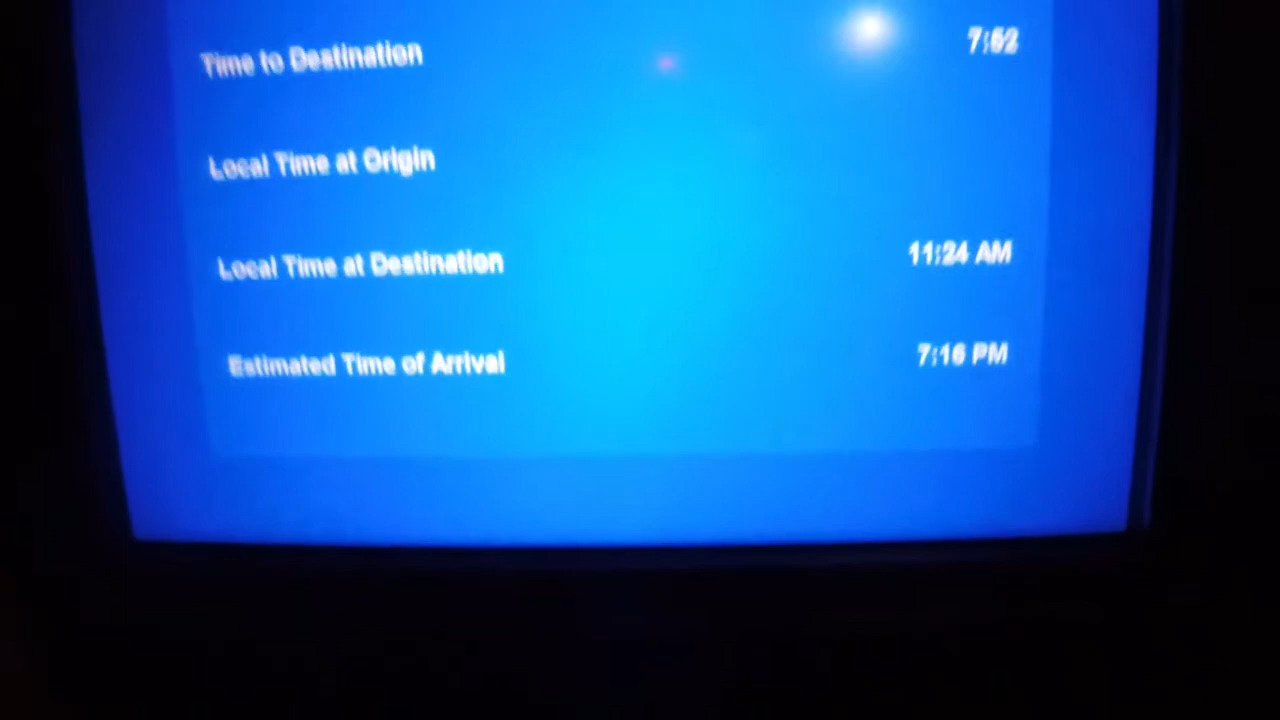 Time to Destination 7:52
Local Time at Origin
Local Time at Destination 11:24 AM
Estimated Time of Arrival 7:16 PM